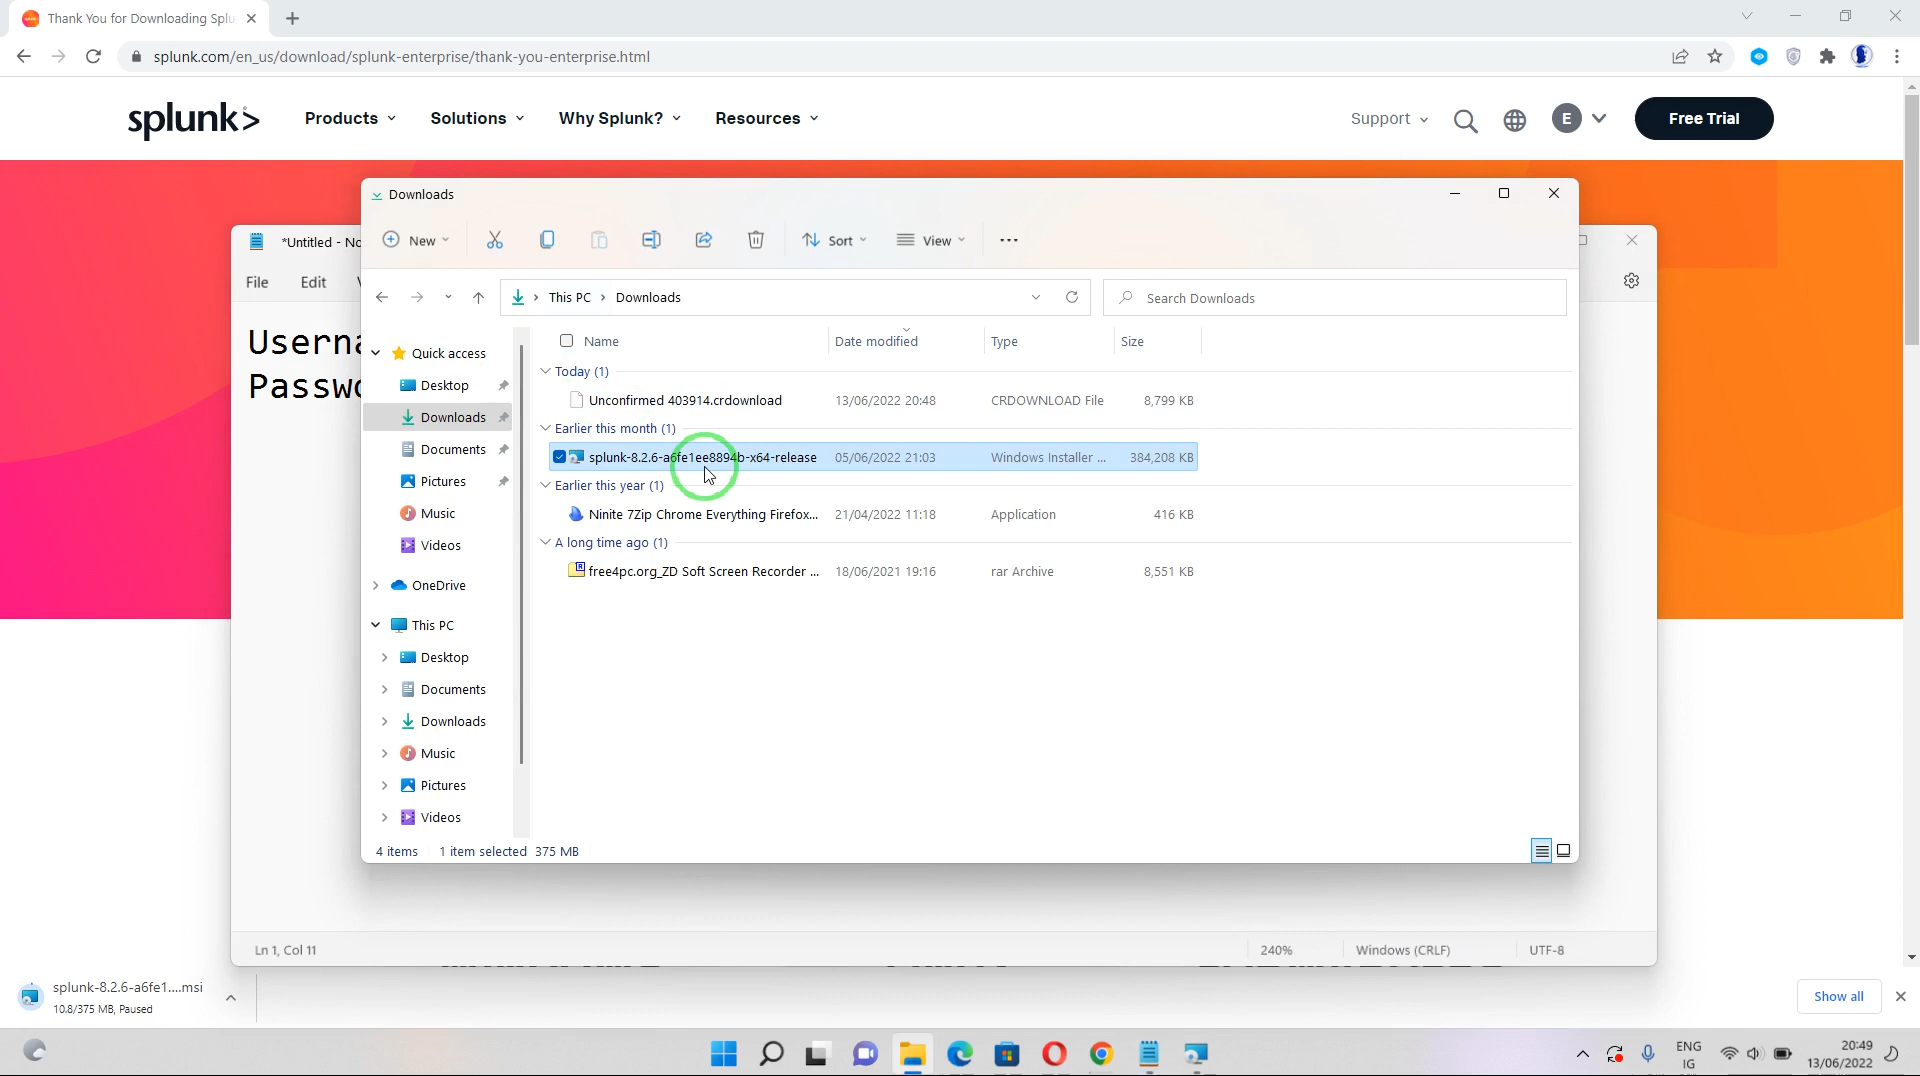 Thank You for Downloading Splu
splunk.com/en_us/download/splunk-enterprise/thank-you-enterprise.html
splunk> Products Solutions Why Splunk? Resources Support E Free Trial
Downloads
*Untitled - No
New Sort View
File Edit
This PC Downloads Search Downloads
Userna
Passwo
Name Date modified Type Size
Quick access
Desktop
Downloads
Documents
Pictures
Music
Videos
OneDrive
This PC
Desktop
Documents
Downloads
Music
Pictures
Videos
Today (1)
Unconfirmed 403914.crdownload 13/06/2022 20:48 CRDOWNLOAD File 8,799 KB
Earlier this month (1)
splunk-8.2.6-a6fe1ee8894b-x64-release 05/06/2022 21:03 Windows Installer ... 384,208 KB
Earlier this year (1)
Ninite 7Zip Chrome Everything Firefox... 21/04/2022 11:18 Application 416 KB
A long time ago (1)
free4pc.org_ZD Soft Screen Recorder ... 18/06/2021 19:16 rar Archive 8,551 KB
4 items 1 item selected 375 MB
Ln 1, Col 11 240% Windows (CRLF) UTF-8
splunk-8.2.6-a6fe1....msi
10.8/375 MB, Paused
Show all
ENG
IG
20:49
13/06/2022